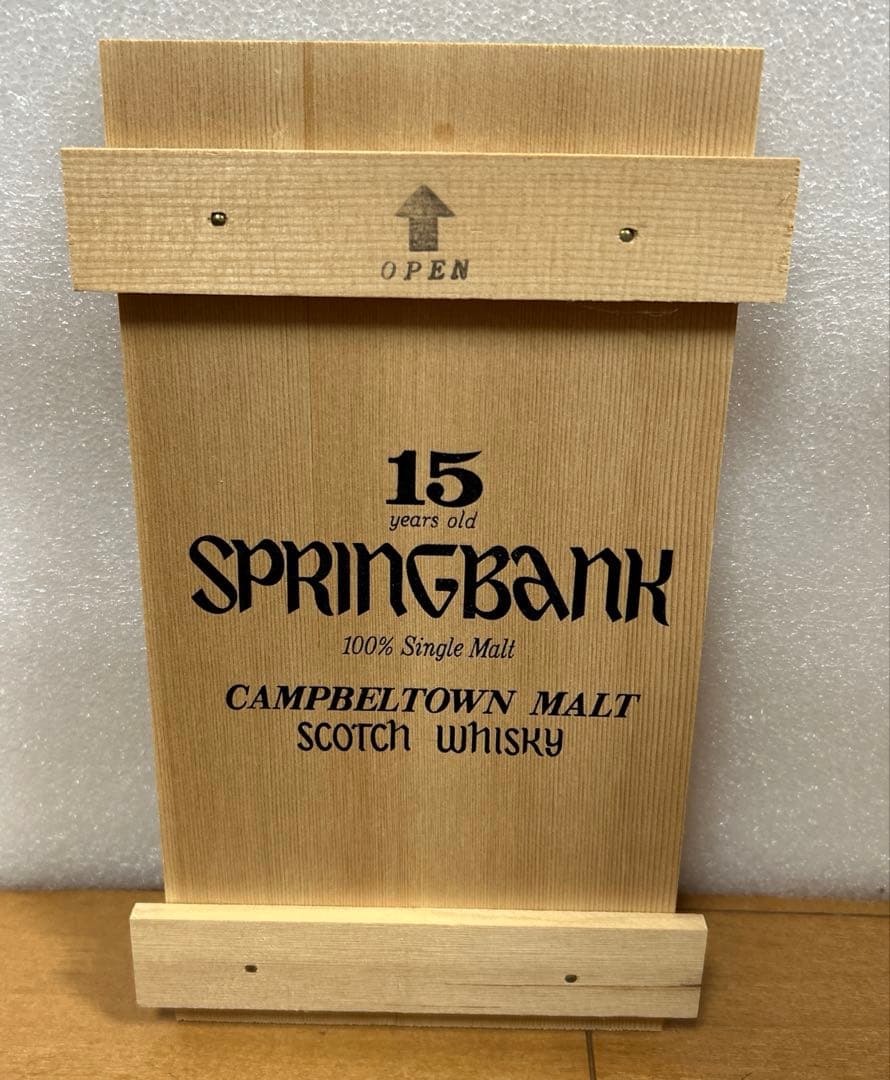 OPEN
15
years old
SPRINGBANK
100% Single Malt
CAMPBELTOWN MALT
SCOTCH WHISKY